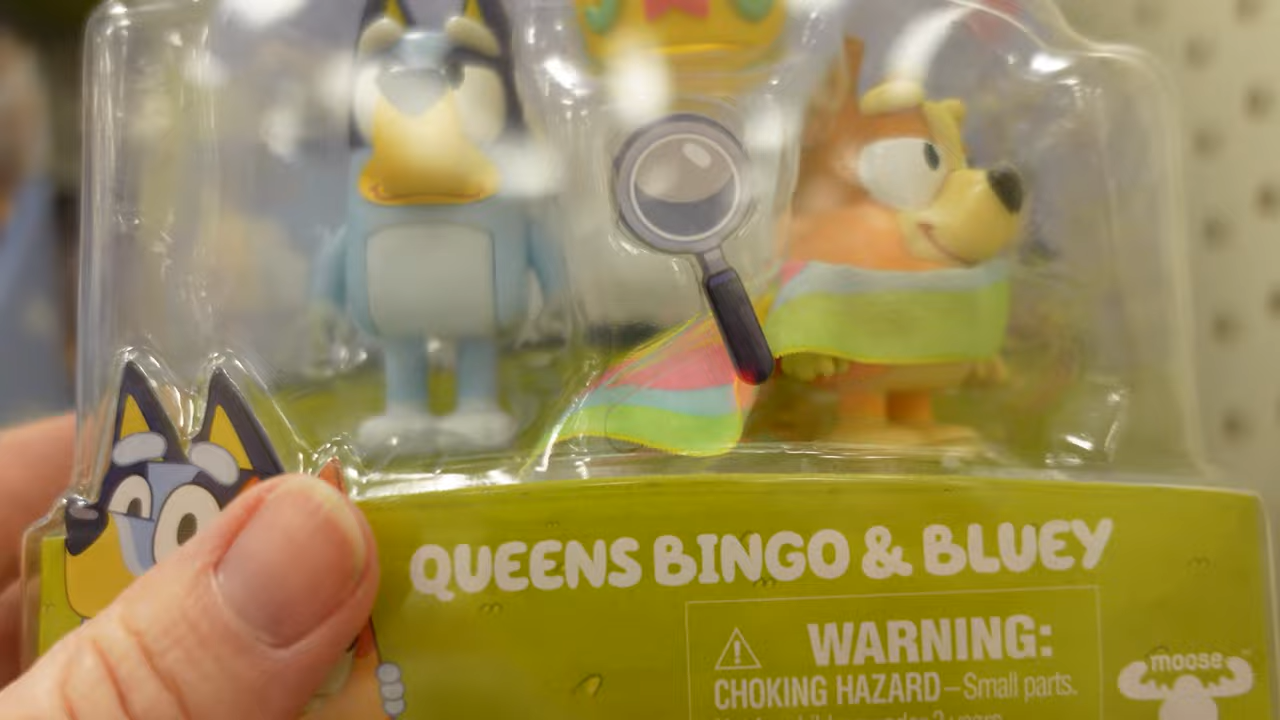 QUEENS BINGO & BLUEY
WARNING:
CHOKING HAZARD–Small parts.
moose